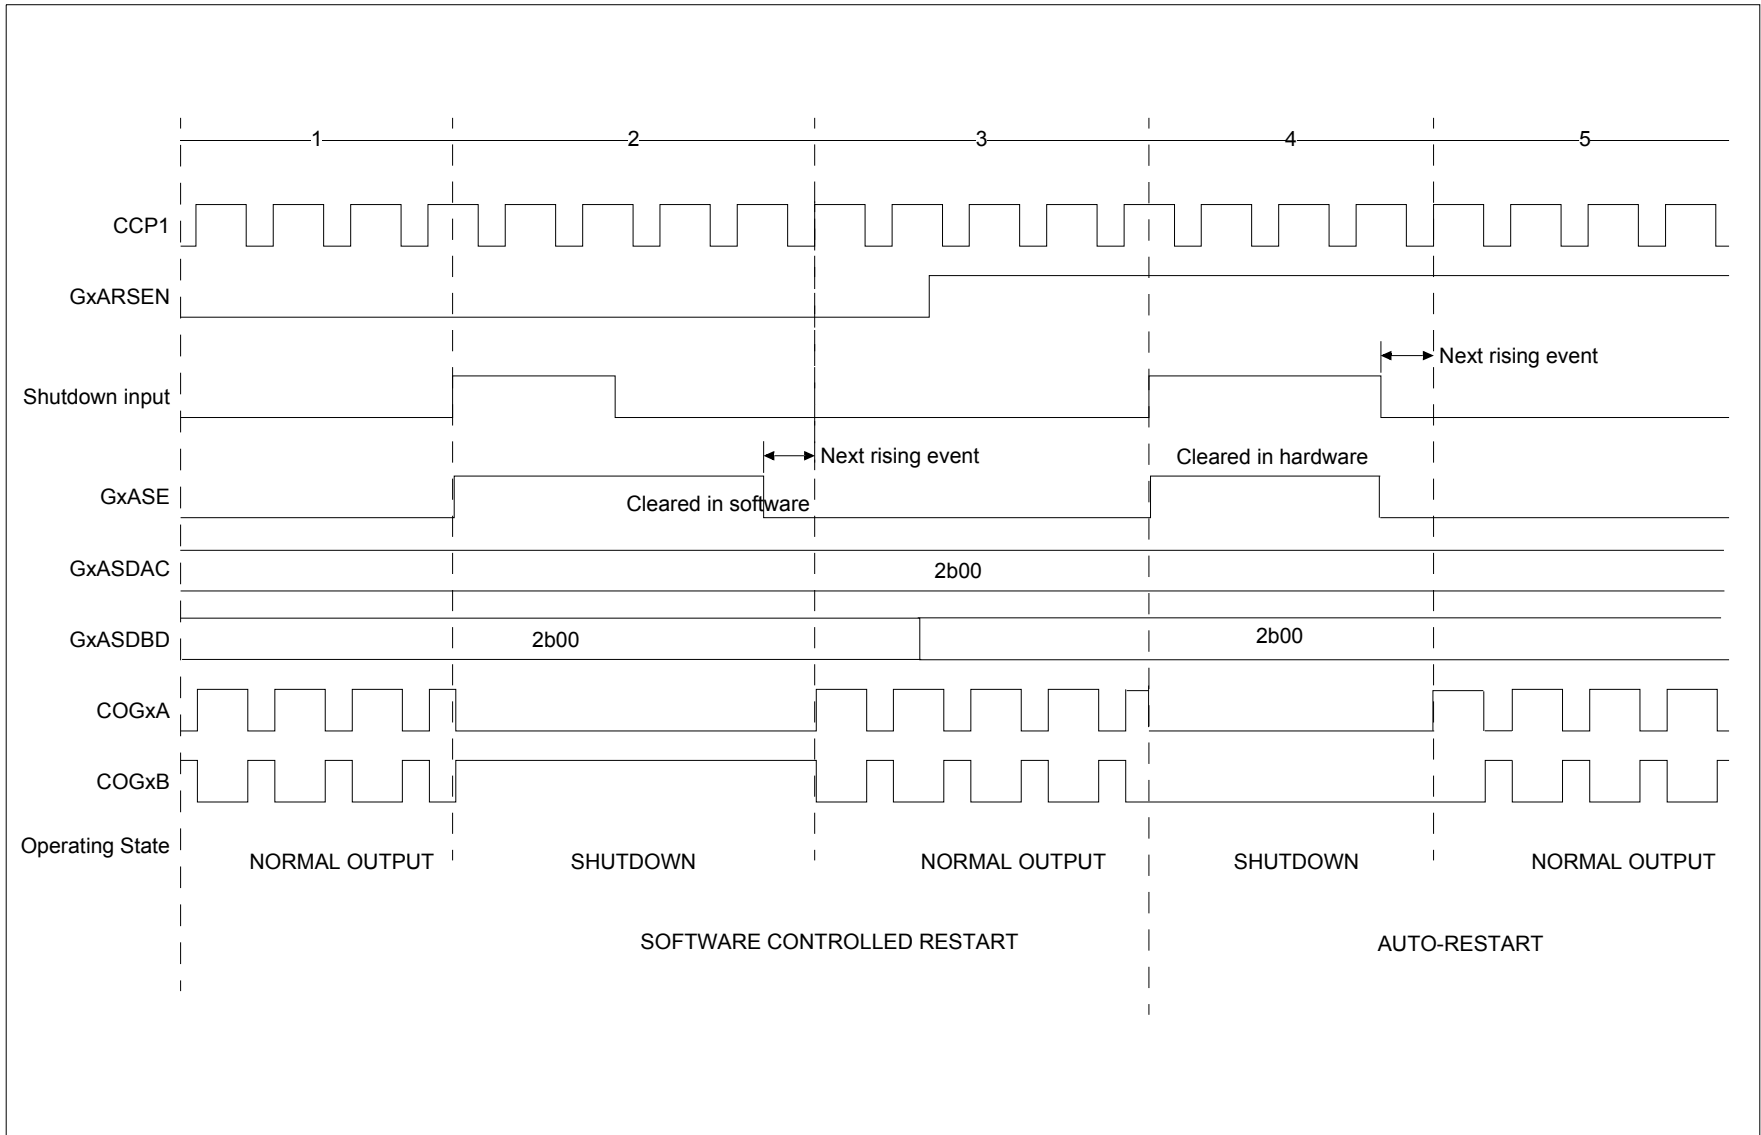 1 2 3 4 5
CCP1
GxARSEN
Next rising event
Shutdown input
Next rising event Cleared in hardware
GxASE Cleared in software
GxASDAC 2b00
GxASDBD 2b00 2b00
COGxA
COGxB
Operating State
NORMAL OUTPUT SHUTDOWN NORMAL OUTPUT SHUTDOWN NORMAL OUTPUT
SOFTWARE CONTROLLED RESTART AUTO-RESTART